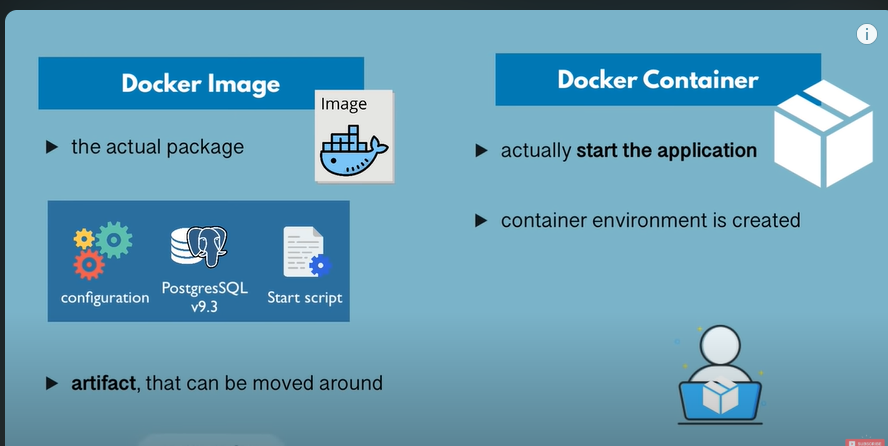 Docker Image
Image
the actual package
configuration
PostgresSQL
v9.3
Start script
artifact, that can be moved around
Docker Container
actually start the application
container environment is created
SUBSCRIBE